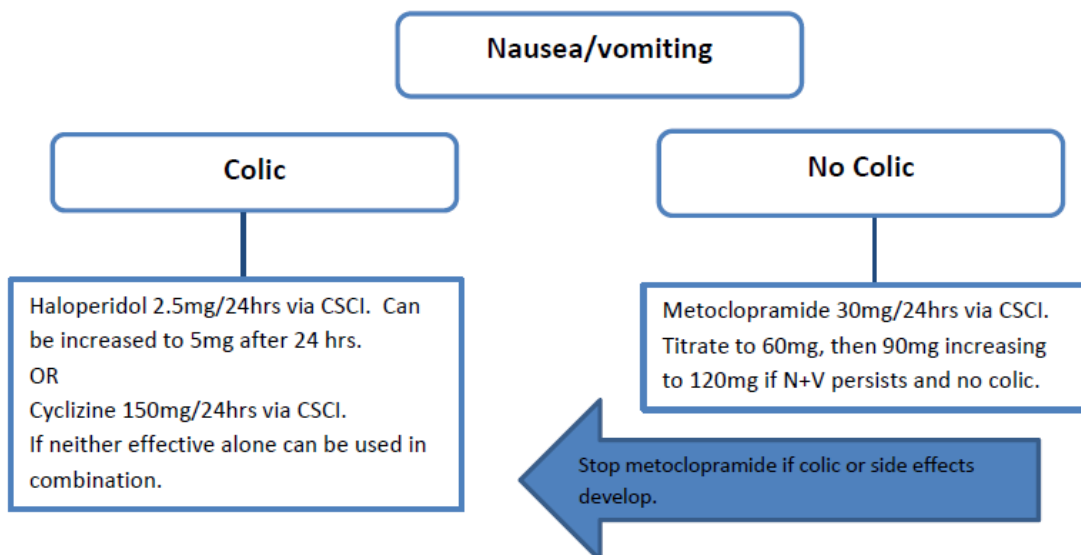 Nausea/vomiting
Colic
No Colic
Haloperidol 2.5mg/24hrs via CSCI.  Can
be increased to 5mg after 24 hrs.
OR
Cyclizine 150mg/24hrs via CSCI.
If neither effective alone can be used in
combination.
Metoclopramide 30mg/24hrs via CSCI.
Titrate to 60mg, then 90mg increasing
to 120mg if N+V persists and no colic.
Stop metoclopramide if colic or side effects
develop.